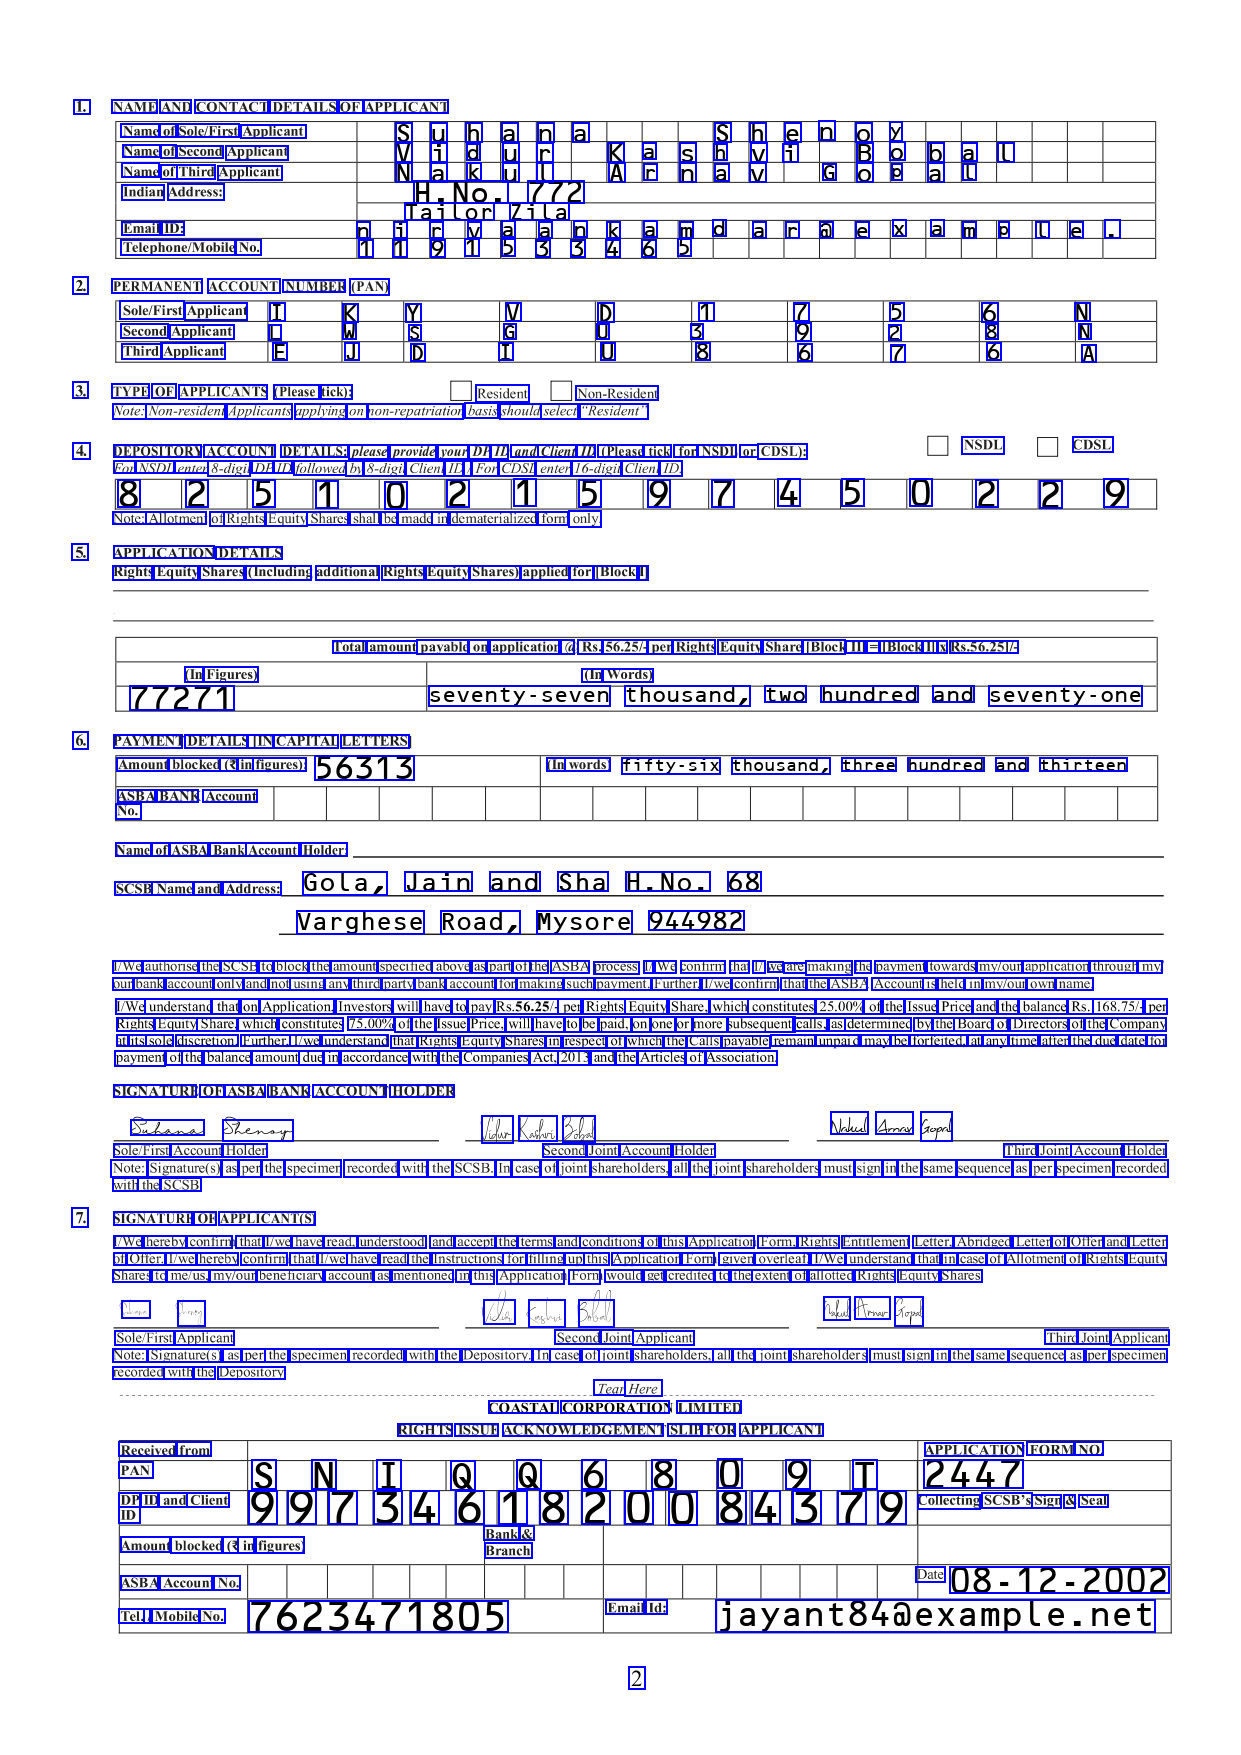 1. NAME AND CONTACT DETAILS OF APPLICANT
Name of Sole/First Applicant Suhana Shenoy
Name of Second Applicant Vidur Kashvi Bobal
Name of Third Applicant Nakul Arnav Gopal
Indian Address: H.No. 772
Tailor Zila
Email ID: nirvaankamdar@example.
Telephone/Mobile No. 1191533465
2. PERMANENT ACCOUNT NUMBER (PAN)
Sole/First Applicant I K Y V D 1 7 5 6 N
Second Applicant L W S G U 3 9 2 8 N
Third Applicant E J D I U 8 6 7 6 A
3. TYPE OF APPLICANTS (Please tick): Resident Non-Resident
Note: Non-resident Applicants applying on non-repatriation basis should select "Resident"
4. DEPOSITORY ACCOUNT DETAILS: please provide your DP ID and Client ID (Please tick for NSDL or CDSL): NSDL CDSL
For NSDL enter 8-digit DP ID followed by 8-digit Client ID / For CDSL enter 16-digit Client ID.
8 2 5 1 0 2 1 5 9 7 4 5 0 2 2 9
Note: Allotment of Rights Equity Shares shall be made in dematerialized form only.
5. APPLICATION DETAILS
Rights Equity Shares (Including additional Rights Equity Shares) applied for [Block I]
Total amount payable on application @ Rs. 56.25/- per Rights Equity Share [Block II] = [Block I] x Rs.56.25]/-
(In Figures) (In Words)
77271 seventy-seven thousand, two hundred and seventy-one
6. PAYMENT DETAILS [IN CAPITAL LETTERS]
Amount blocked (₹ in figures): 56313 (In words) fifty-six thousand, three hundred and thirteen
ASBA BANK Account
No.
Name of ASBA Bank Account Holder:
SCSB Name and Address: Gola, Jain and Sha H.No. 68
Varghese Road, Mysore 944982
I/We authorise the SCSB to block the amount specified above as part of the ASBA process. I/ We confirm that I/ we are making the payment towards my/our application through my/
our bank account only and not using any third party bank account for making such payment. Further, I/we confirm that the ASBA Account is held in my/our own name.
I/We understand that on Application, Investors will have to pay Rs.56.25/- per Rights Equity Share, which constitutes 25.00% of the Issue Price and the balance Rs. 168.75/- per
Rights Equity Share, which constitutes 75.00% of the Issue Price, will have to be paid, on one or more subsequent calls, as determined by the Board of Directors of the Company
at its sole discretion. Further, I/we understand that Rights Equity Shares in respect of which the Calls payable remain unpaid may be forfeited, at any time after the due date for
payment of the balance amount due in accordance with the Companies Act, 2013 and the Articles of Association.
SIGNATURE OF ASBA BANK ACCOUNT HOLDER
Suhana Shenoy Vidur Kashvi Bobal Nakul Arnav Gopal
Sole/First Account Holder Second Joint Account Holder Third Joint Account Holder
Note: Signature(s) as per the specimen recorded with the SCSB. In case of joint shareholders, all the joint shareholders must sign in the same sequence as per specimen recorded
with the SCSB
7. SIGNATURE OF APPLICANT(S)
I/We hereby confirm that I/we have read, understood and accept the terms and conditions of this Application Form, Rights Entitlement Letter, Abridged Letter of Offer and Letter
of Offer. I/we hereby confirm that I/we have read the Instructions for filling up this Application Form given overleaf. I/We understand that in case of Allotment of Rights Equity
Shares to me/us, my/our beneficiary account as mentioned in this Application Form would get credited to the extent of allotted Rights Equity Shares
Suhana Shenoy Vidur Kashvi Bobal Nakul Arnav Gopal
Sole/First Applicant Second Joint Applicant Third Joint Applicant
Note: Signature(s) as per the specimen recorded with the Depository. In case of joint shareholders, all the joint shareholders must sign in the same sequence as per specimen
recorded with the Depository
Tear Here
COASTAL CORPORATION LIMITED
RIGHTS ISSUE ACKNOWLEDGEMENT SLIP FOR APPLICANT
Received from APPLICATION FORM NO.
PAN S N I Q Q 6 8 0 9 T 2447
DP ID and Client 9 9 7 3 4 6 1 8 2 0 0 8 4 3 7 9 Collecting SCSB's Sign & Seal
ID
Amount blocked (₹ in figures) Bank &
Branch
ASBA Account No. Date 08-12-2002
Tel./ Mobile No. 7623471805 Email Id: jayant84@example.net
2